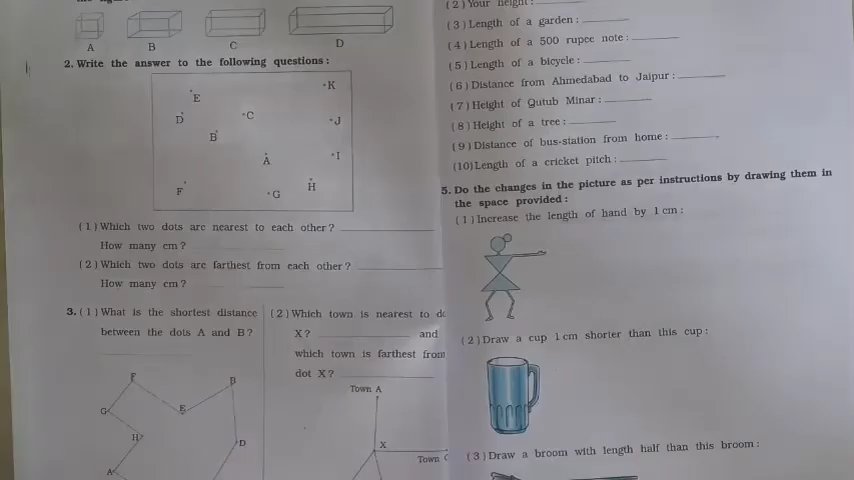 A B C D
2. Write the answer to the following questions :
E
K
D
C
J
B
A
I
F
G
H
( 1 ) Which two dots are nearest to each other ?
How many cm ?
( 2 ) Which two dots are farthest from each other ?
How many cm ?
3. ( 1 ) What is the shortest distance
between the dots A and B ?
F
B
G
E
H
D
A
( 2 ) Which town is nearest to
X ? and
which town is farthest from
dot X ?
Town A
X
Town
( 2 ) Your height :
( 3 ) Length of a garden :
( 4 ) Length of a 500 rupee note :
( 5 ) Length of a bicycle :
( 6 ) Distance from Ahmedabad to Jaipur :
( 7 ) Height of Qutub Minar :
( 8 ) Height of a tree :
( 9 ) Distance of bus-station from home :
(10) Length of a cricket pitch :
5. Do the changes in the picture as per instructions by drawing them in
the space provided :
( 1 ) Increase the length of hand by 1 cm :
( 2 ) Draw a cup 1 cm shorter than this cup :
( 3 ) Draw a broom with length half than this broom :